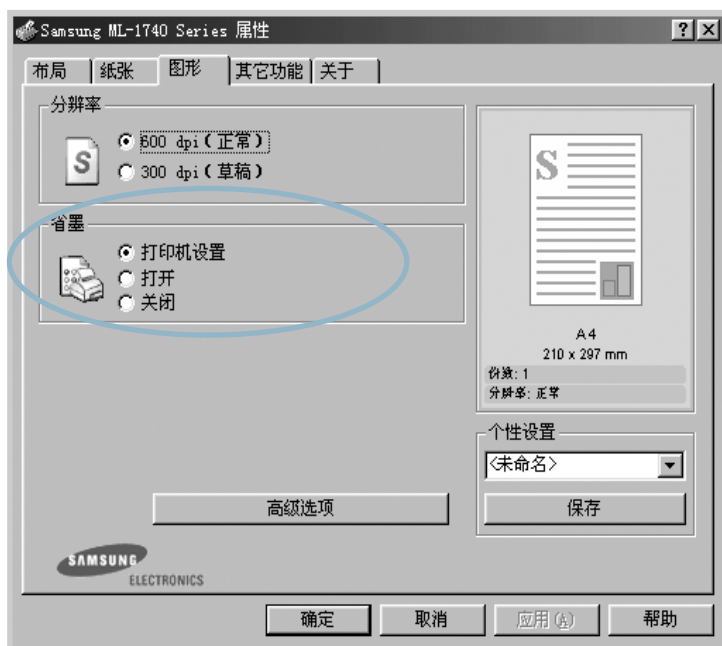 Samsung ML-1740 Series 属性
布局 纸张 图形 其它功能 关于
分辨率
600 dpi(正常)
300 dpi(草稿)
省墨
打印机设置
打开
关闭
S
S
A4
210 x 297 mm
份数: 1
分辨率: 正常
个性设置
<未命名>
高级选项
保存
SAMSUNG
ELECTRONICS
确定 取消 应用(A) 帮助